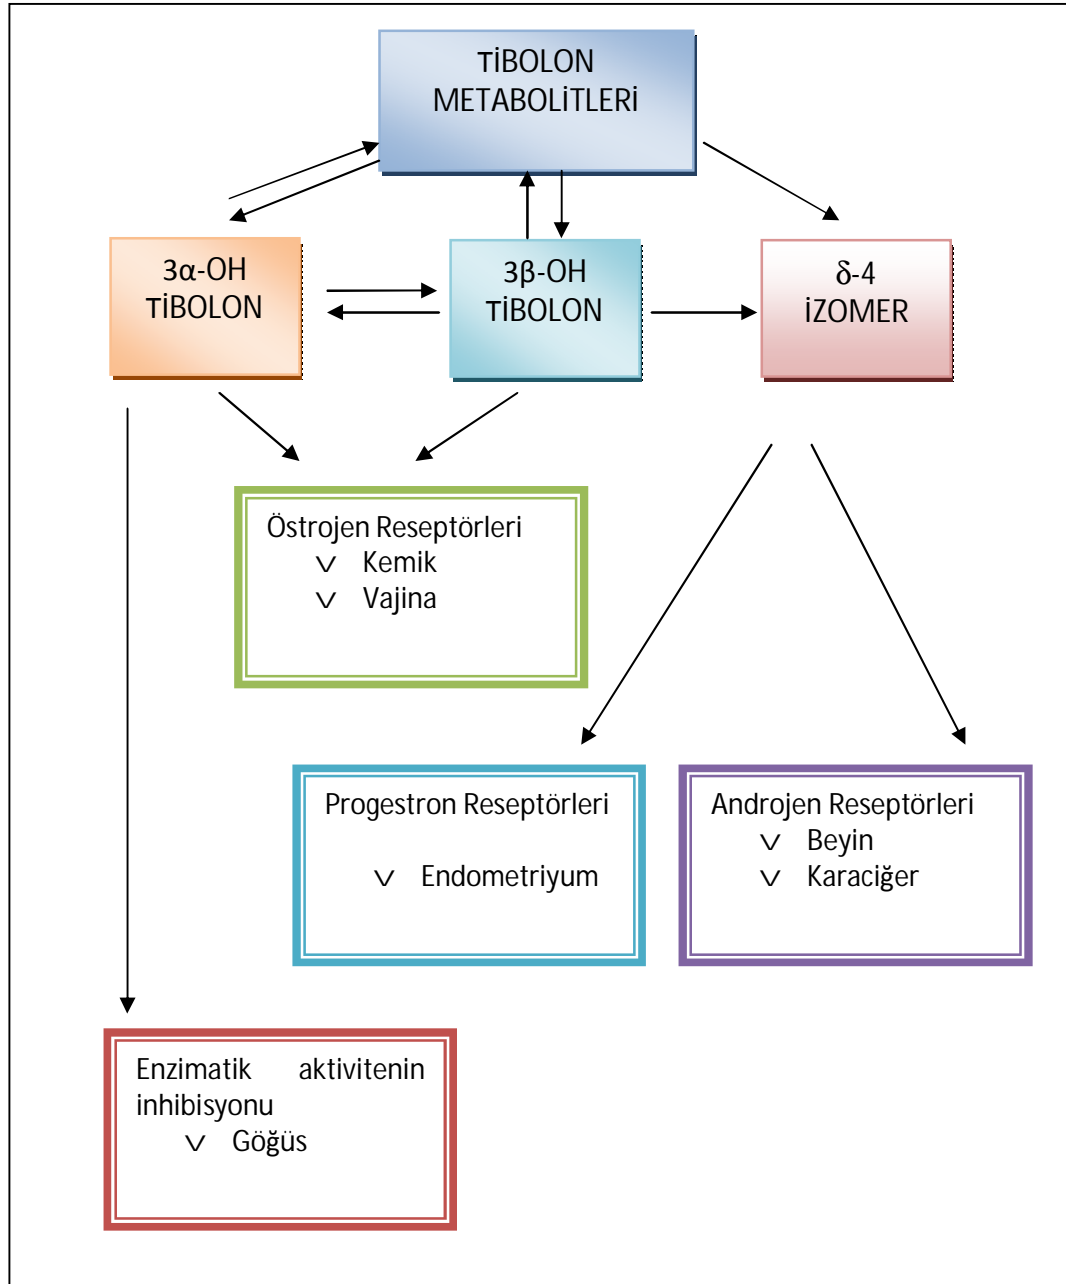 TİBOLON
METABOLİTLERİ
3α-OH
TİBOLON
3β-OH
TİBOLON
δ-4
İZOMER
Östrojen Reseptörleri
∨ Kemik
∨ Vajina
Progestron Reseptörleri
∨ Endometriyum
Androjen Reseptörleri
∨ Beyin
∨ Karaciğer
Enzimatik aktivitenin
inhibisyonu
∨ Göğüs